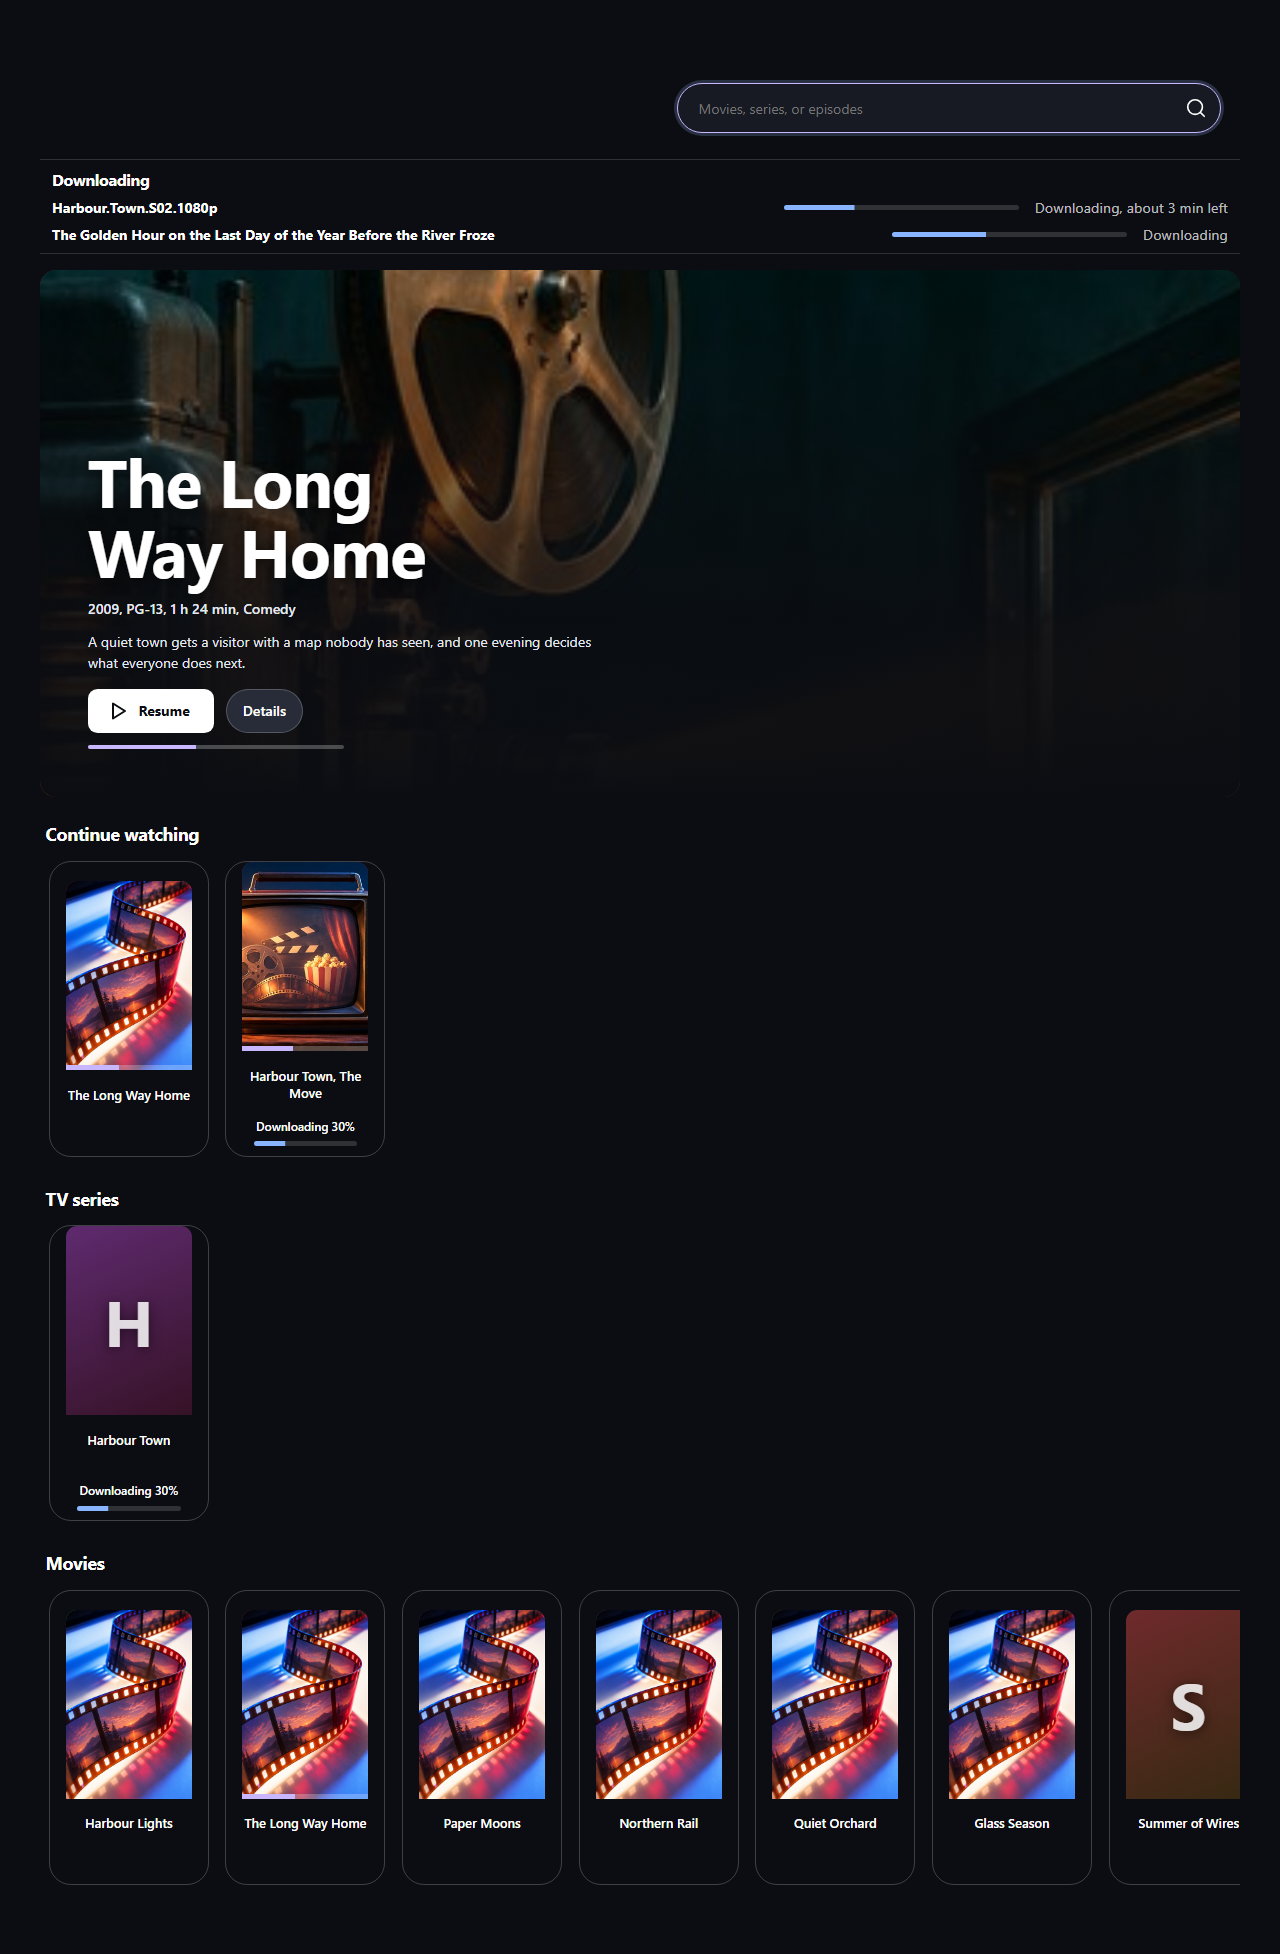 Movies, series, or episodes
Downloading
Harbour.Town.S02.1080p
Downloading, about 3 min left
The Golden Hour on the Last Day of the Year Before the River Froze
Downloading
The Long
Way Home
2009, PG-13, 1 h 24 min, Comedy
A quiet town gets a visitor with a map nobody has seen, and one evening decides
what everyone does next.
Resume
Details
Continue watching
The Long Way Home
Harbour Town, The
Move
Downloading 30%
TV series
H
Harbour Town
Downloading 30%
Movies
S
Harbour Lights
The Long Way Home
Paper Moons
Northern Rail
Quiet Orchard
Glass Season
Summer of Wires